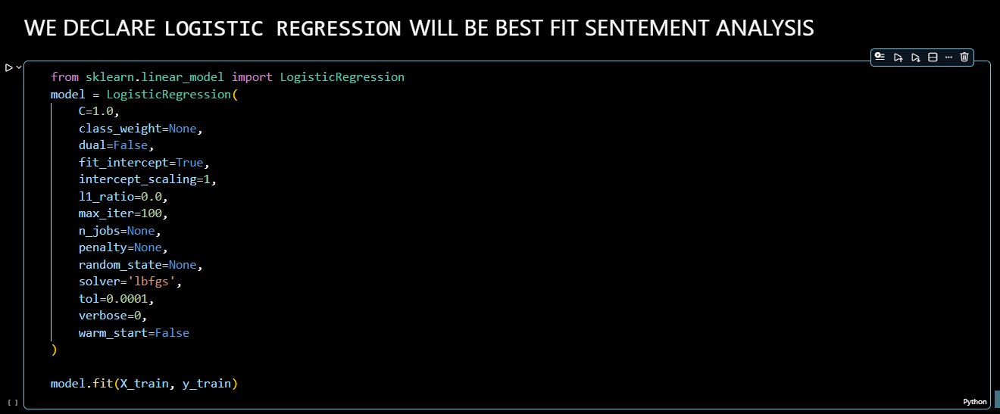 WE DECLARE LOGISTIC REGRESSION WILL BE BEST FIT SENTEMENT ANALYSIS
from sklearn.linear_model import LogisticRegression
model = LogisticRegression(
    C=1.0,
    class_weight=None,
    dual=False,
    fit_intercept=True,
    intercept_scaling=1,
    l1_ratio=0.0,
    max_iter=100,
    n_jobs=None,
    penalty=None,
    random_state=None,
    solver='lbfgs',
    tol=0.0001,
    verbose=0,
    warm_start=False
)
model.fit(X_train, y_train)
[ ]
Python